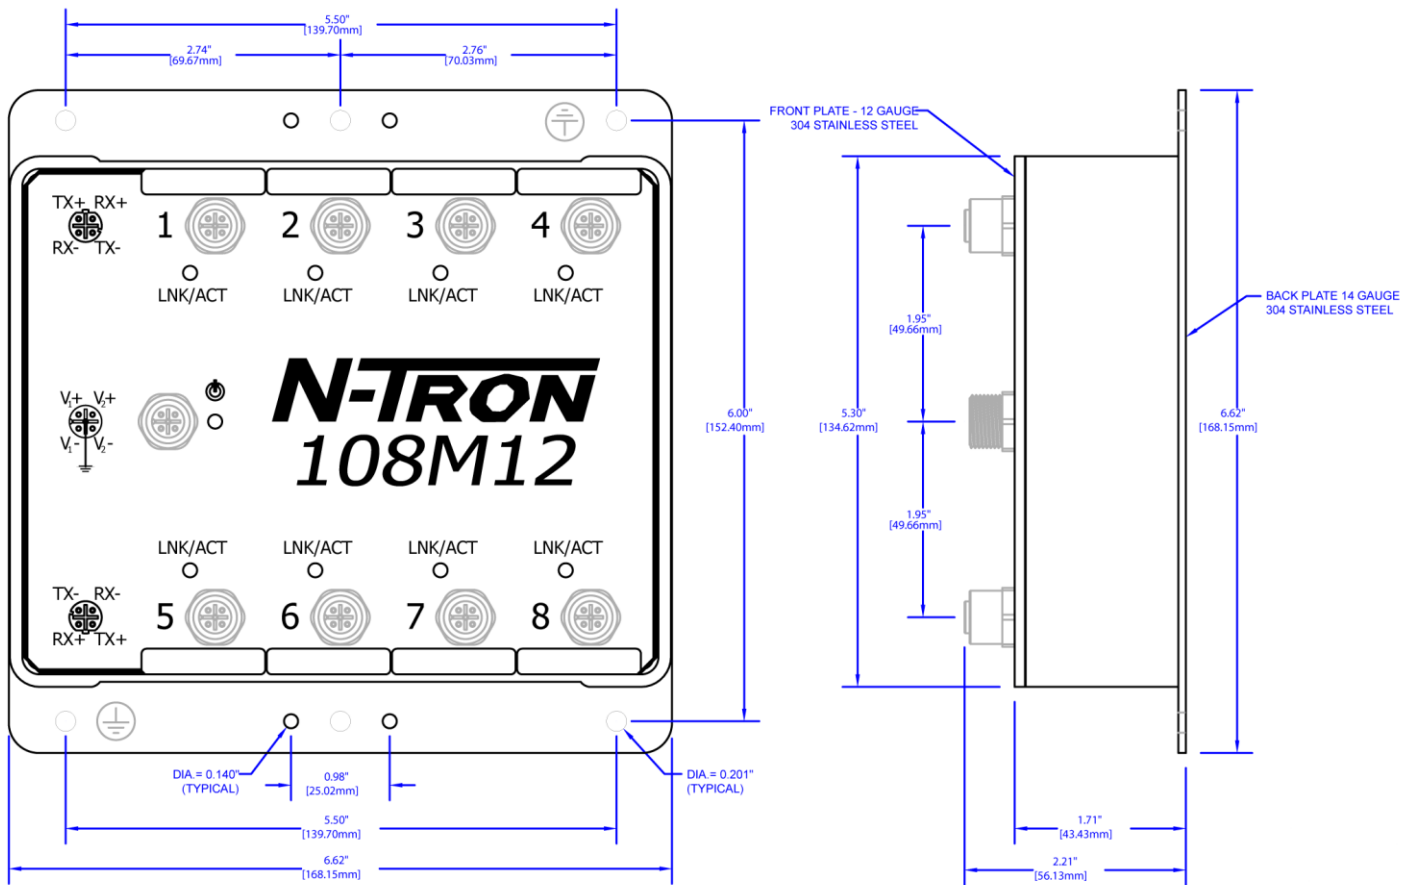 5.50"
[139.70mm]
2.74"
[69.67mm]
2.76"
[70.03mm]
FRONT PLATE - 12 GAUGE
304 STAINLESS STEEL
TX+ RX+
RX- TX-
1
2
3
4
LNK/ACT
LNK/ACT
LNK/ACT
LNK/ACT
BACK PLATE 14 GAUGE
304 STAINLESS STEEL
1.95"
[49.66mm]
V1+ V2+
V1- V2-
N-TRON
108M12
6.00"
[152.40mm]
5.30"
[134.62mm]
6.62"
[168.15mm]
1.95"
[49.66mm]
LNK/ACT
LNK/ACT
LNK/ACT
LNK/ACT
TX- RX-
RX+ TX+
5
6
7
8
DIA.= 0.140"
(TYPICAL)
0.98"
[25.02mm]
DIA.= 0.201"
(TYPICAL)
5.50"
[139.70mm]
1.71"
[43.43mm]
6.62"
[168.15mm]
2.21"
[56.13mm]